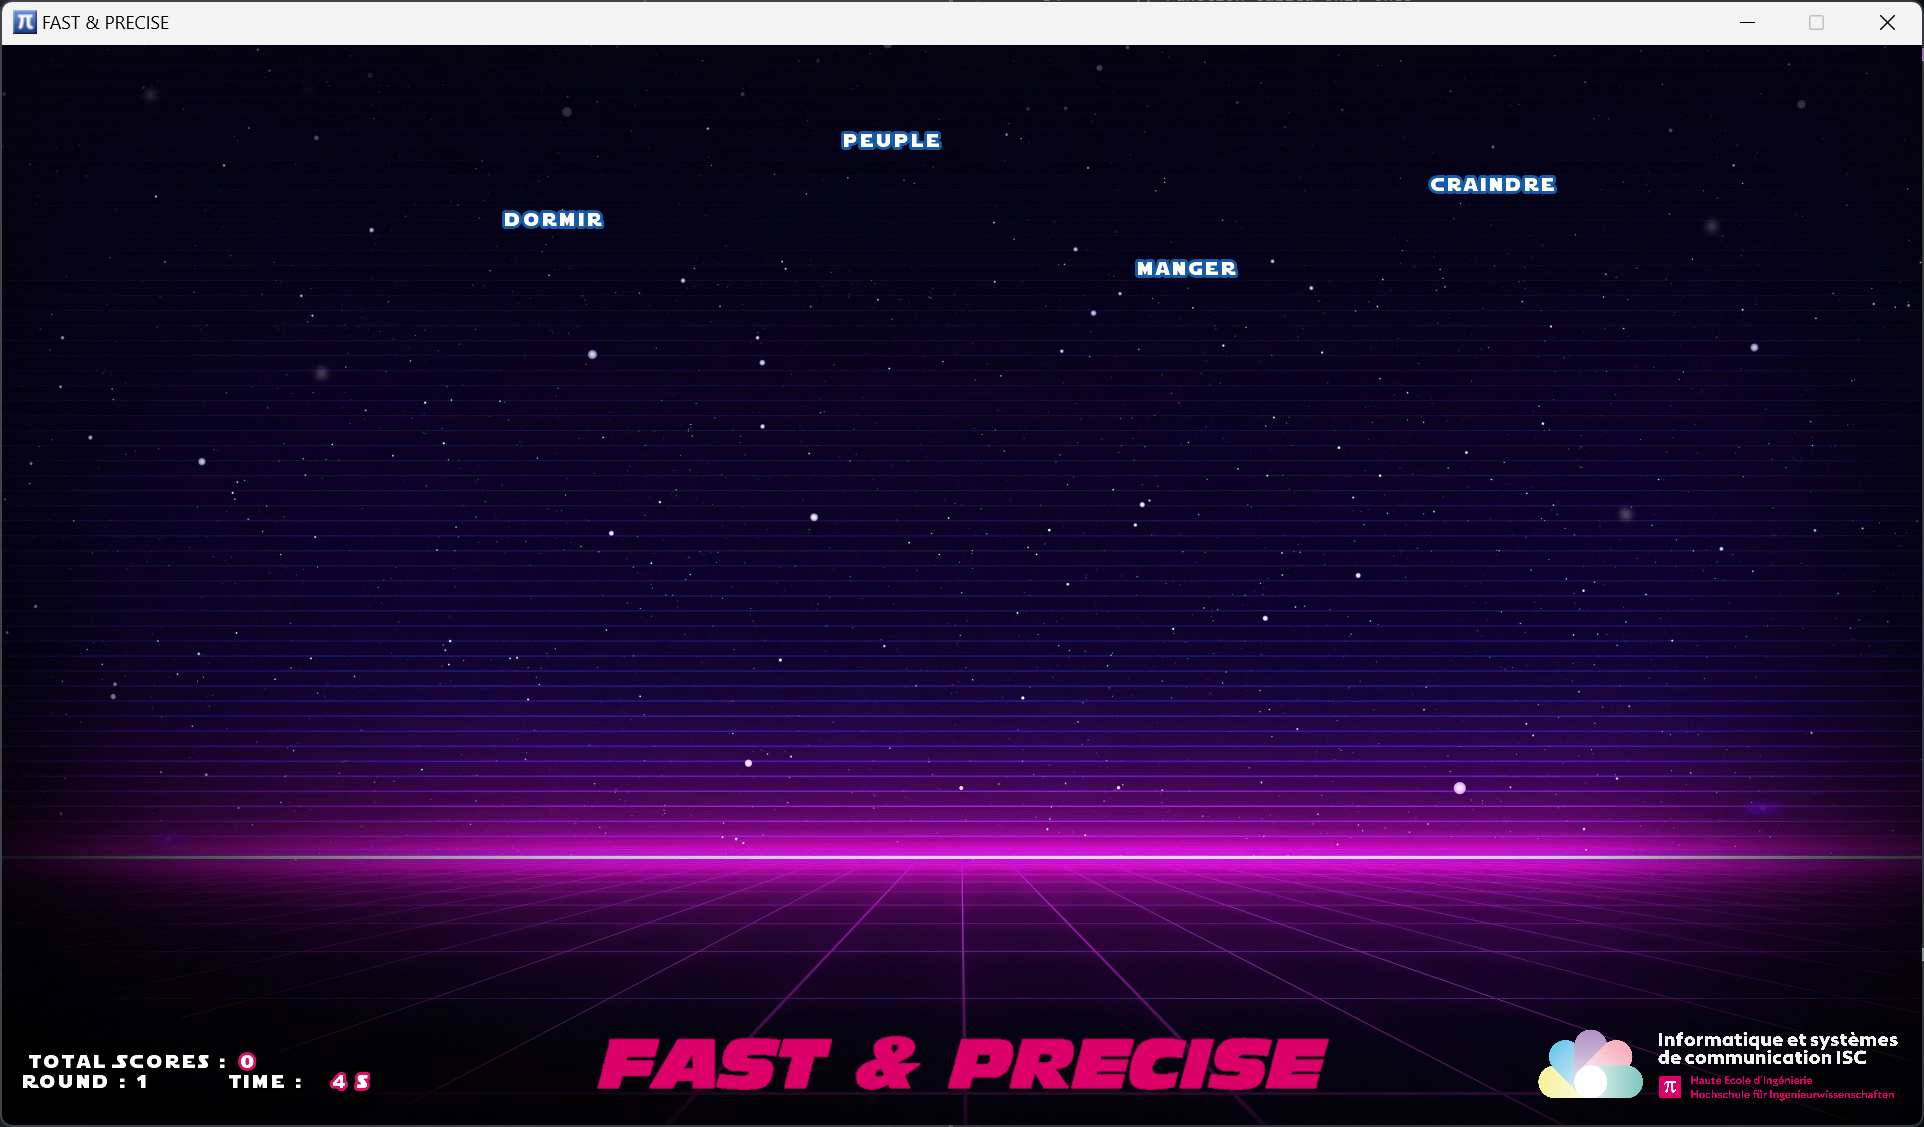 FAST & PRECISE
PEUPLE
CRAINDRE
DORMIR
MANGER
TOTAL SCORES : 0
ROUND : 1 TIME : 4 S
FAST & PRECISE
Informatique et systèmes
de communication ISC
π Haute Ecole d'Ingénierie
Hochschule für Ingenieurwissenschaften